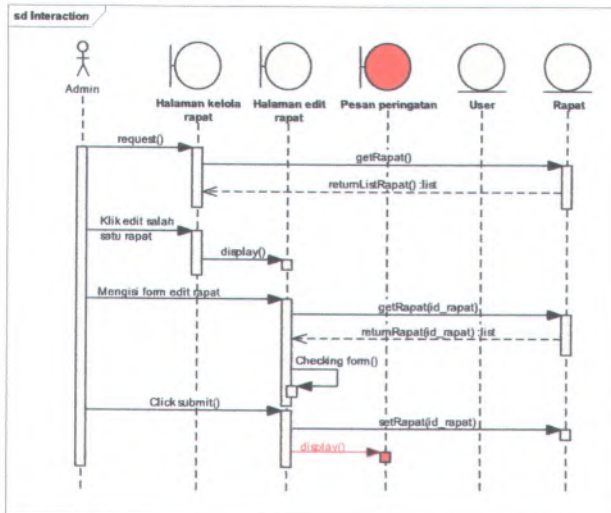 sd Interaction
Admin
Halaman kelola
rapat
Halaman edit
rapat
Pesan peringatan
User
Rapat
request()
getRapat()
returnListRapat() :list
Klik edit salah
satu rapat
display()
Mengisi form edit rapat
getRapat(id_rapat)
returnRapat(id_rapat) :list
Checking form()
Click submit()
setRapat(id_rapat)
display()